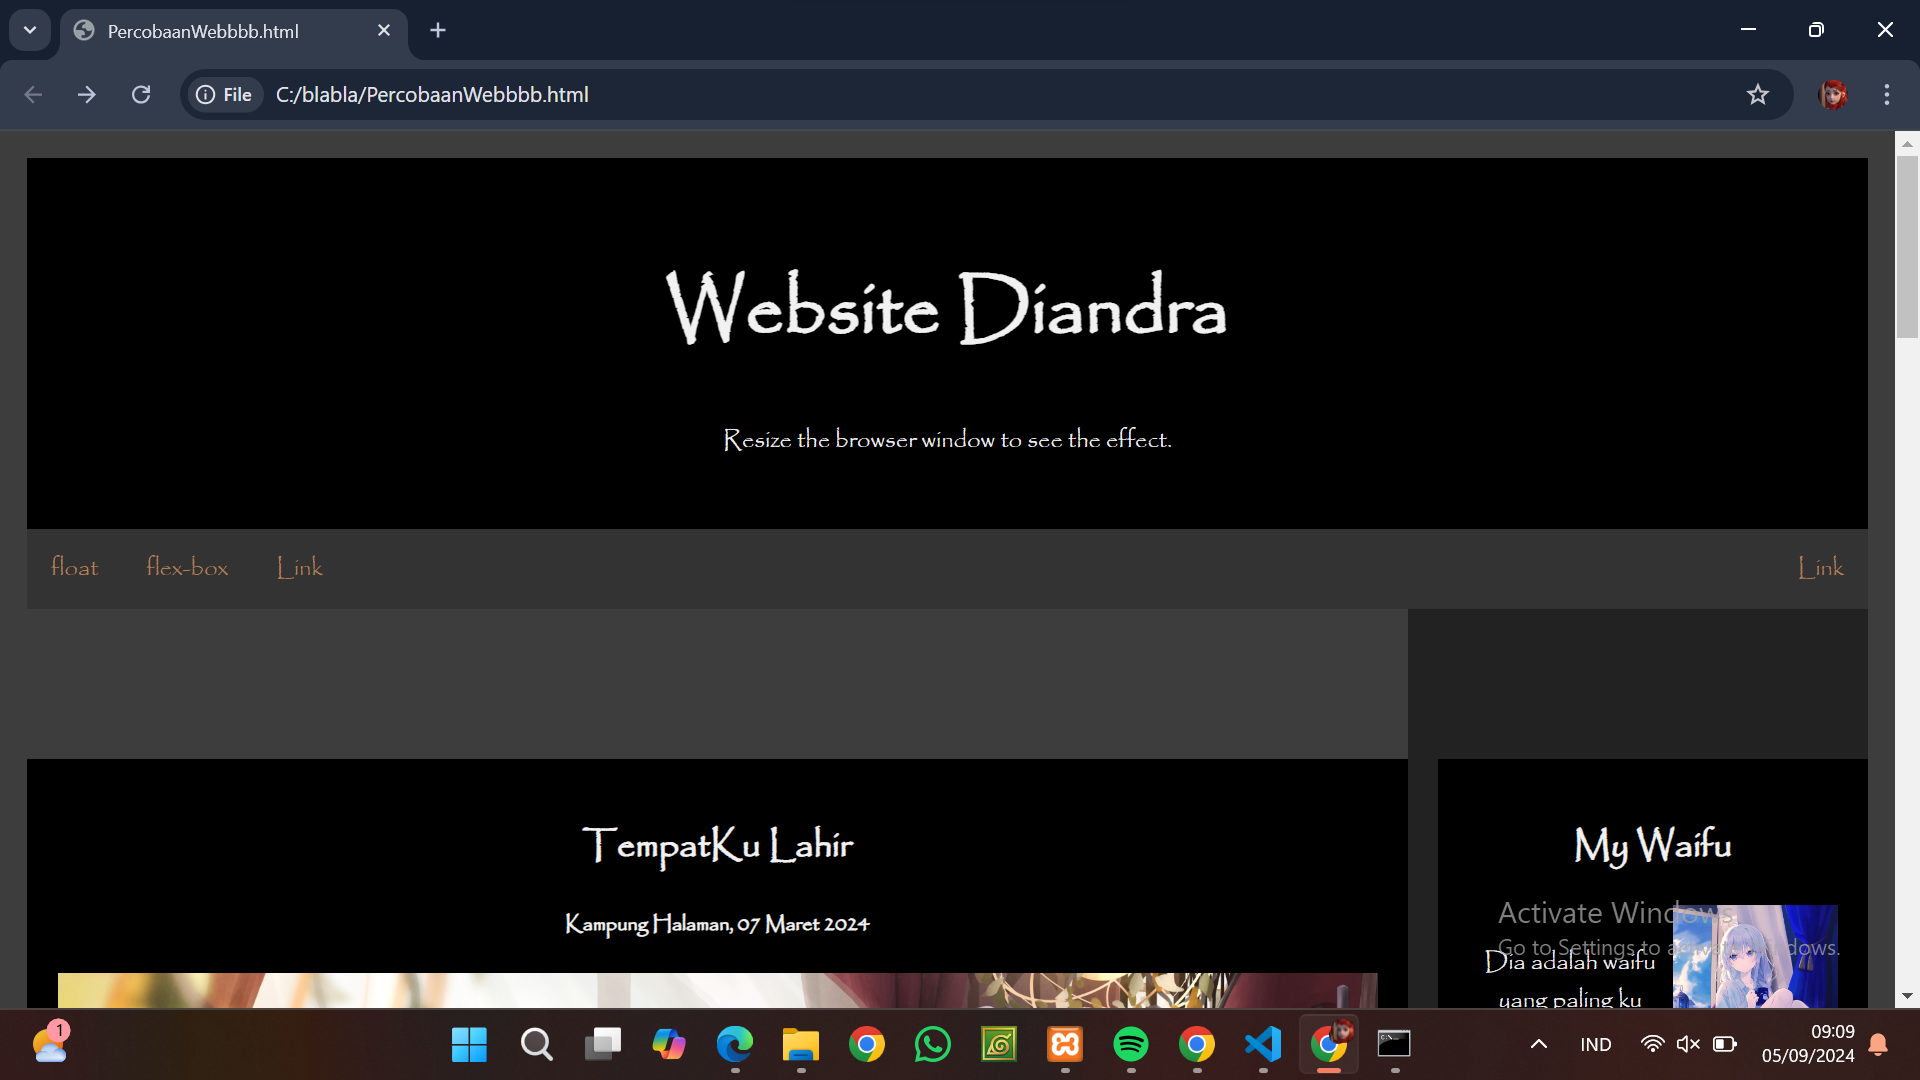 PercobaanWebbbb.html
File
C:/blabla/PercobaanWebbbb.html
Website Diandra
Resize the browser window to see the effect.
float flex-box Link Link
TempatKu Lahir
Kampung Halaman, 07 Maret 2024
My Waifu
Dia adalah waifu
yang paling ku
Activate Windows
Go to Settings to activate Windows.
1
IND
09:09
05/09/2024